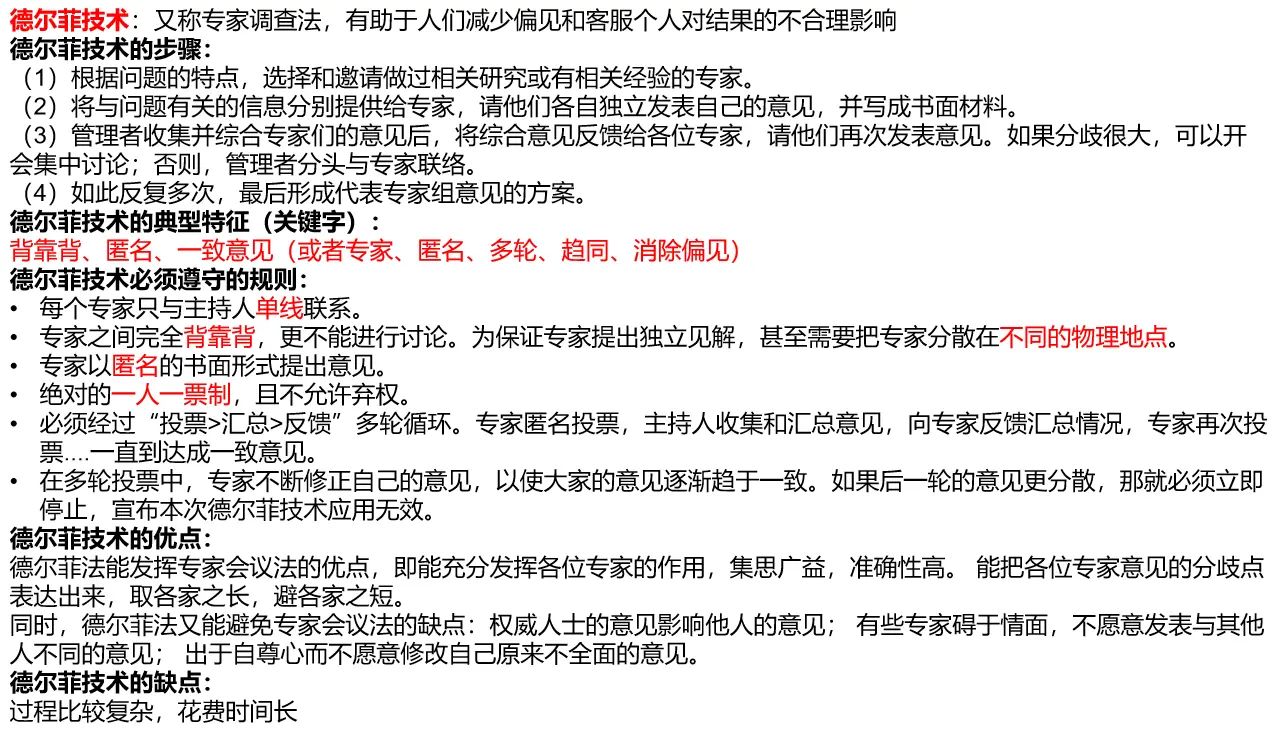 德尔菲技术：又称专家调查法，有助于人们减少偏见和客服个人对结果的不合理影响
德尔菲技术的步骤：
（1）根据问题的特点，选择和邀请做过相关研究或有相关经验的专家。
（2）将与问题有关的信息分别提供给专家，请他们各自独立发表自己的意见，并写成书面材料。
（3）管理者收集并综合专家们的意见后，将综合意见反馈给各位专家，请他们再次发表意见。如果分歧很大，可以开
会集中讨论；否则，管理者分头与专家联络。
（4）如此反复多次，最后形成代表专家组意见的方案。
德尔菲技术的典型特征（关键字）：
背靠背、匿名、一致意见（或者专家、匿名、多轮、趋同、消除偏见）
德尔菲技术必须遵守的规则：
• 每个专家只与主持人单线联系。
• 专家之间完全背靠背，更不能进行讨论。为保证专家提出独立见解，甚至需要把专家分散在不同的物理地点。
• 专家以匿名的书面形式提出意见。
• 绝对的一人一票制，且不允许弃权。
• 必须经过“投票>汇总>反馈”多轮循环。专家匿名投票，主持人收集和汇总意见，向专家反馈汇总情况，专家再次投
票....一直到达成一致意见。
• 在多轮投票中，专家不断修正自己的意见，以使大家的意见逐渐趋于一致。如果后一轮的意见更分散，那就必须立即
停止，宣布本次德尔菲技术应用无效。
德尔菲技术的优点：
德尔菲法能发挥专家会议法的优点，即能充分发挥各位专家的作用，集思广益，准确性高。 能把各位专家意见的分歧点
表达出来，取各家之长，避各家之短。
同时，德尔菲法又能避免专家会议法的缺点：权威人士的意见影响他人的意见； 有些专家碍于情面，不愿意发表与其他
人不同的意见； 出于自尊心而不愿意修改自己原来不全面的意见。
德尔菲技术的缺点：
过程比较复杂，花费时间长